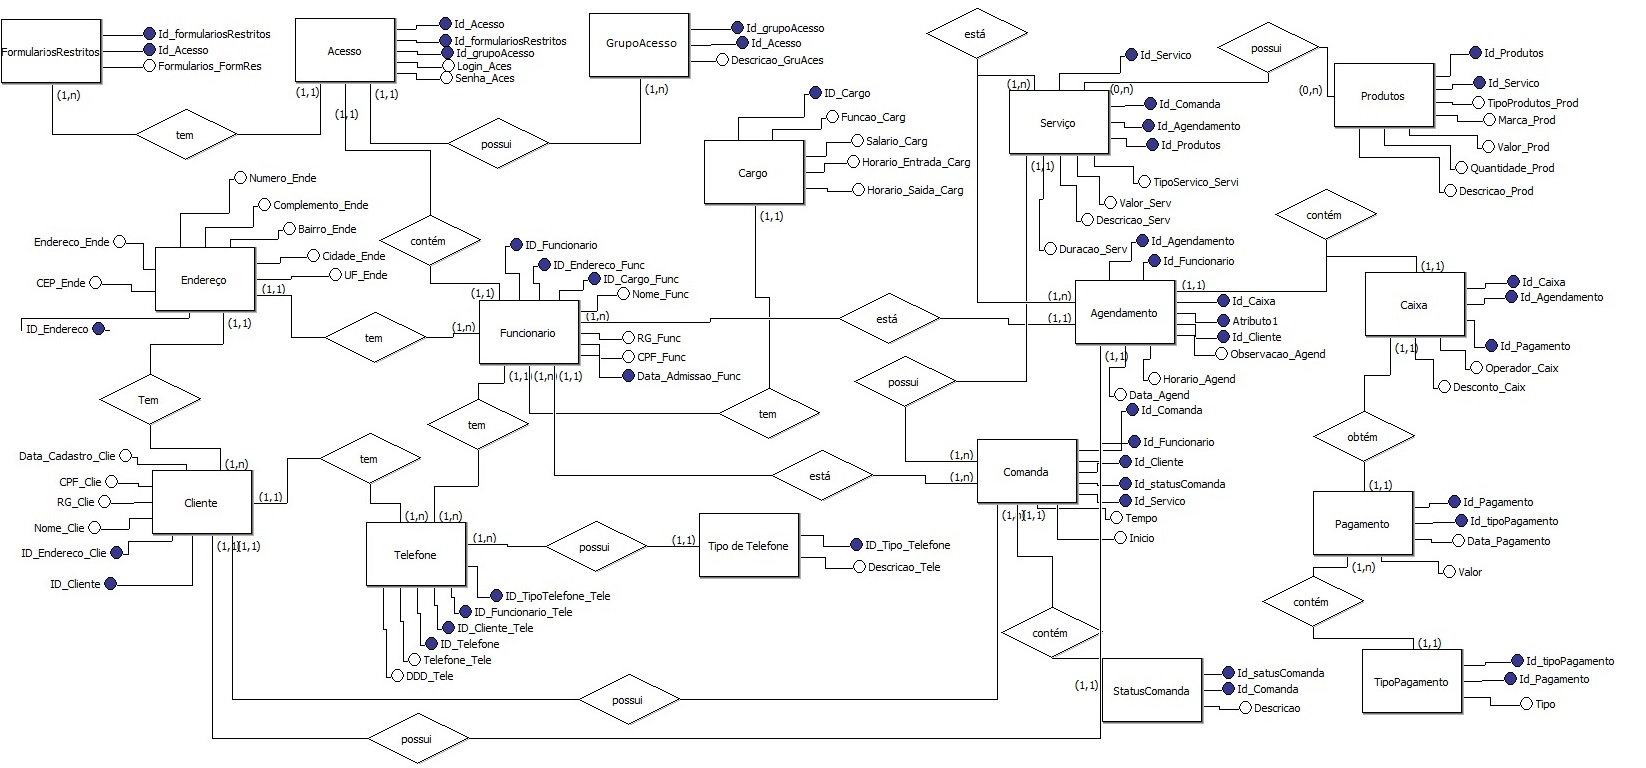 FormulariosRestritos
Id_formulariosRestritos
Id_Acesso
Formularios_FormRes
(1,n)
tem
Acesso
Id_Acesso
Id_formulariosRestritos
Id_grupoAcesso
Login_Aces
Senha_Aces
(1,1)
(1,1)
(1,1)
possui
GrupoAcesso
Id_grupoAcesso
Id_Acesso
Descricao_GruAces
(1,n)
contém
Cargo
ID_Cargo
Funcao_Carg
Salario_Carg
Horario_Entrada_Carg
Horario_Saida_Carg
(1,1)
está
Serviço
(1,n)
(0,n)
Id_Servico
Id_Comanda
Id_Agendamento
Id_Produtos
TipoServico_Servi
Valor_Serv
Descricao_Serv
Duracao_Serv
(1,1)
possui
Produtos
(0,n)
Id_Produtos
Id_Servico
TipoProdutos_Prod
Marca_Prod
Valor_Prod
Quantidade_Prod
Descricao_Prod
Endereço
Numero_Ende
Complemento_Ende
Bairro_Ende
Cidade_Ende
UF_Ende
Endereco_Ende
CEP_Ende
ID_Endereco
(1,1)
(1,1)
tem
(1,n)
Tem
Funcionario
(1,1)
ID_Funcionario
ID_Endereco_Func
ID_Cargo_Func
Nome_Func
(1,n)
RG_Func
CPF_Func
Data_Admissao_Func
(1,1)
(1,n)
(1,1)
tem
tem
está
está
Agendamento
(1,n)
(1,1)
(1,1)
(1,1)
Id_Agendamento
Id_Funcionario
Id_Caixa
Atributo1
Id_Cliente
Observacao_Agend
Horario_Agend
Data_Agend
contém
Caixa
(1,1)
Id_Caixa
Id_Agendamento
Id_Pagamento
Operador_Caix
Desconto_Caix
(1,1)
obtém
possui
Comanda
(1,n)
(1,n)
Id_Comanda
Id_Funcionario
Id_Cliente
Id_statusComanda
Id_Servico
Tempo
Inicio
(1,1)
contém
Cliente
(1,n)
Data_Cadastro_Clie
CPF_Clie
RG_Clie
Nome_Clie
ID_Endereco_Clie
ID_Cliente
(1,1)
(1,1)
tem
Telefone
(1,n)
(1,n)
(1,n)
ID_TipoTelefone_Tele
ID_Funcionario_Tele
ID_Cliente_Tele
ID_Telefone
Telefone_Tele
DDD_Tele
possui
(1,1)
Tipo de Telefone
ID_Tipo_Telefone
Descricao_Tele
Pagamento
(1,1)
Id_Pagamento
Id_tipoPagamento
Data_Pagamento
Valor
(1,n)
contém
(1,1)
TipoPagamento
Id_tipoPagamento
Id_Pagamento
Tipo
StatusComanda
(1,1)
Id_satusComanda
Id_Comanda
Descricao
possui
possui